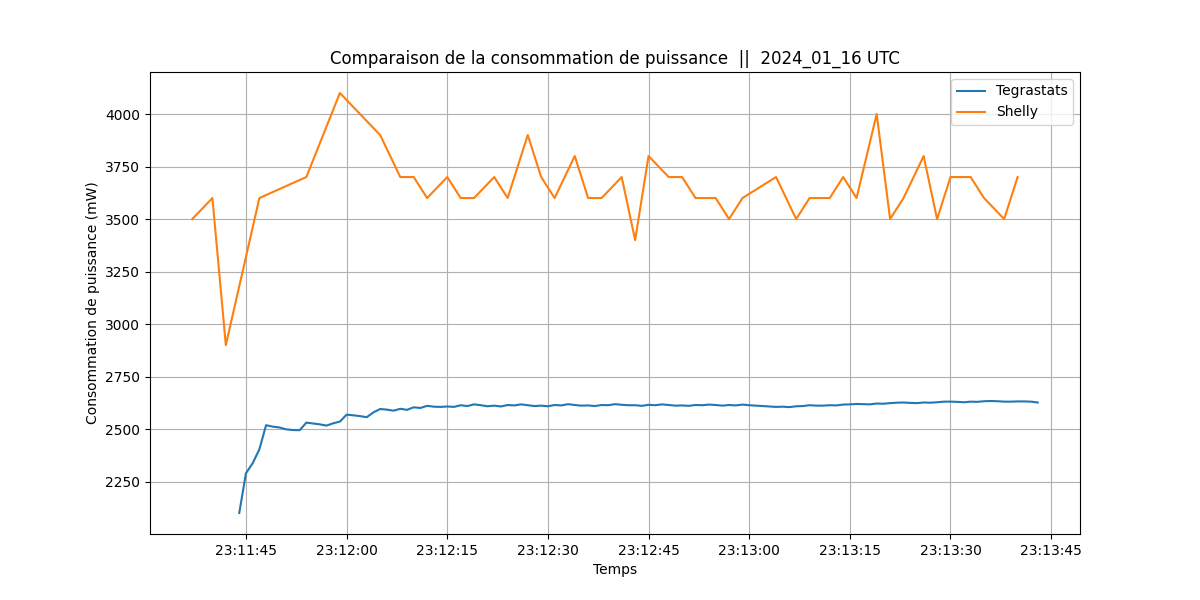 Comparaison de la consommation de puissance || 2024_01_16 UTC
Tegrastats
Shelly
Consommation de puissance (mW)
4000
3750
3500
3250
3000
2750
2500
2250
23:11:45 23:12:00 23:12:15 23:12:30 23:12:45 23:13:00 23:13:15 23:13:30 23:13:45
Temps